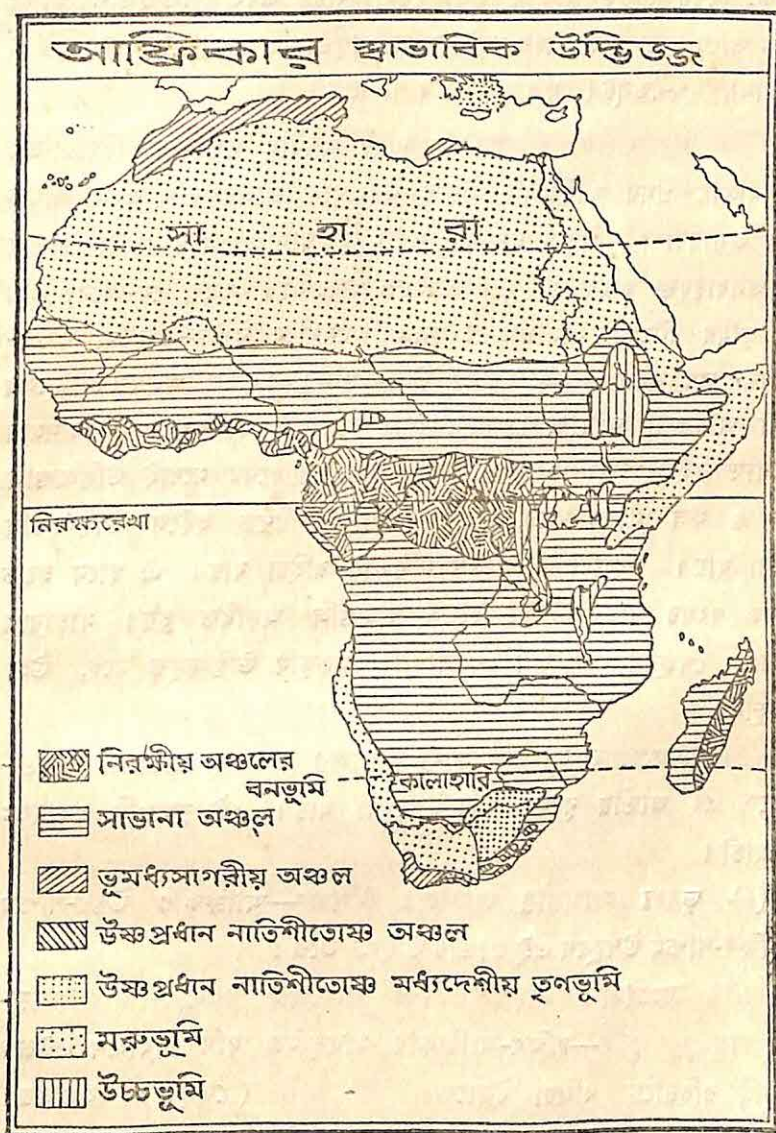 আফ্রিকার স্বাভাবিক উদ্ভিজ্জ
সা হা রা
নিরক্ষরেখা
কালাহারি
নিরক্ষীয় অঞ্চলের
বনভূমি
সাভানা অঞ্চল
ভূমধ্যসাগরীয় অঞ্চল
উষ্ণপ্রধান নাতিশীতোষ্ণ অঞ্চল
উষ্ণপ্রধান নাতিশীতোষ্ণ মধ্যদেশীয় তৃণভূমি
মরুভূমি
উচ্চভূমি